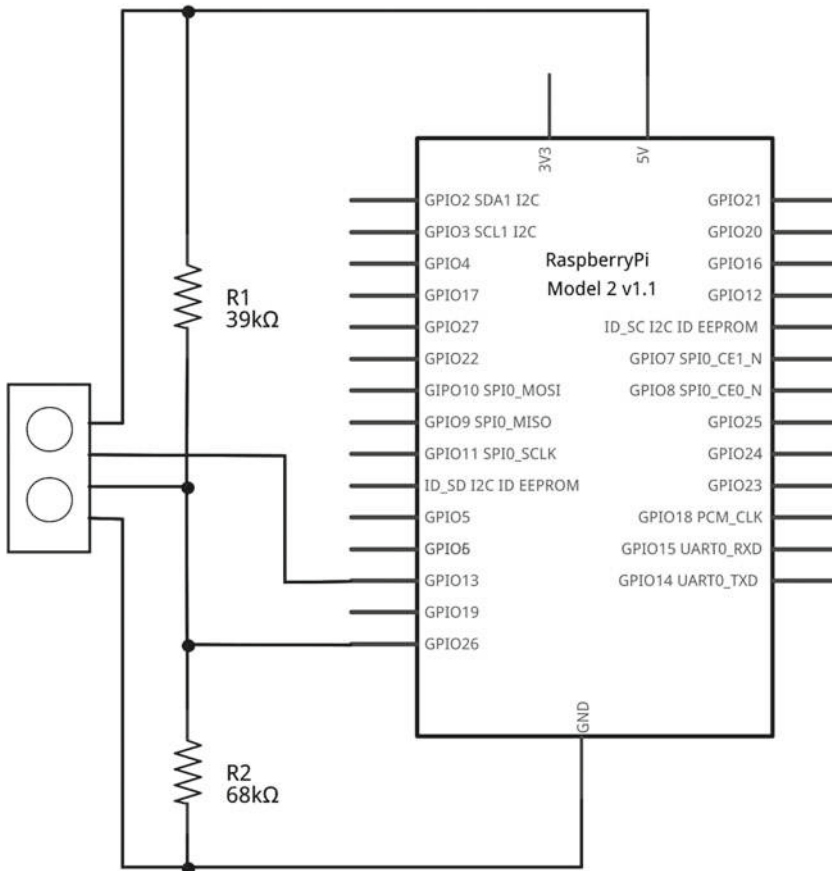 3V3
5V
GPIO2 SDA1 I2C
GPIO3 SCL1 I2C
GPIO4
GPIO17
GPIO27
GPIO22
GIPO10 SPI0_MOSI
GPIO9 SPI0_MISO
GPIO11 SPI0_SCLK
ID_SD I2C ID EEPROM
GPIO5
GPIO6
GPIO13
GPIO19
GPIO26
RaspberryPi
Model 2 v1.1
GPIO21
GPIO20
GPIO16
GPIO12
ID_SC I2C ID EEPROM
GPIO7 SPI0_CE1_N
GPIO8 SPI0_CE0_N
GPIO25
GPIO24
GPIO23
GPIO18 PCM_CLK
GPIO15 UART0_RXD
GPIO14 UART0_TXD
GND
R1
39kΩ
R2
68kΩ